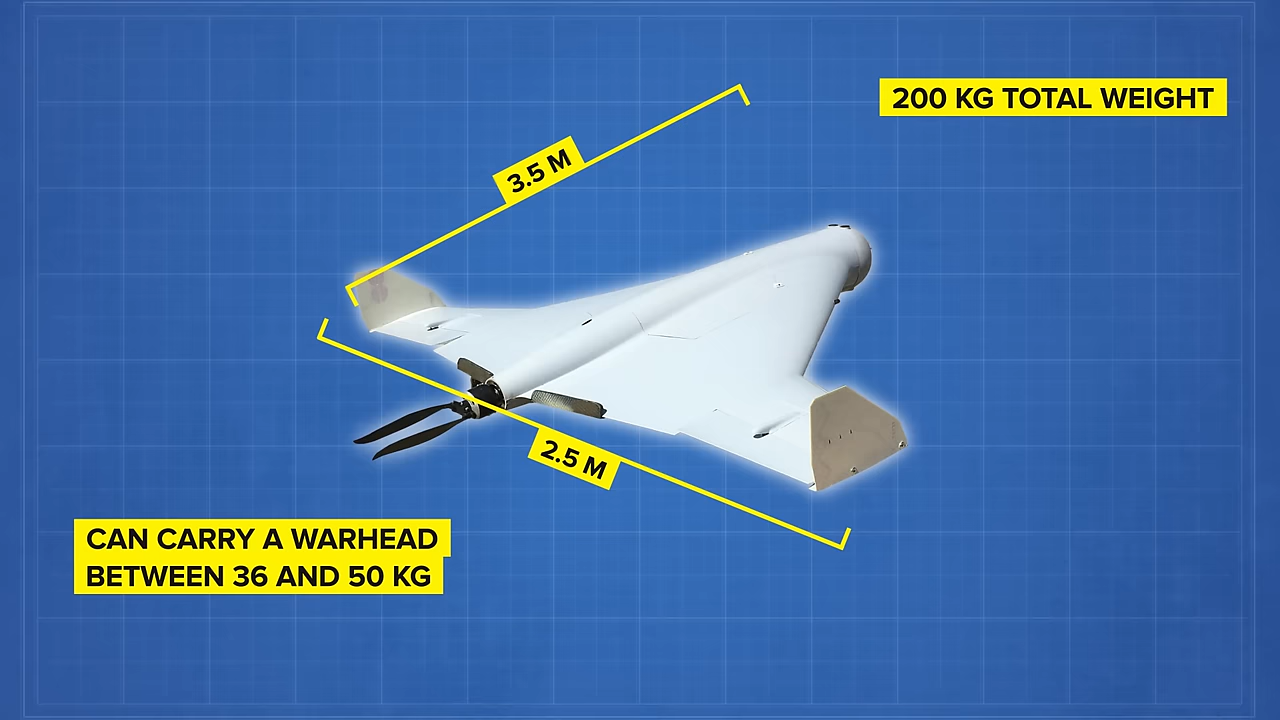 200 KG TOTAL WEIGHT
3.5 M
2.5 M
CAN CARRY A WARHEAD
BETWEEN 36 AND 50 KG